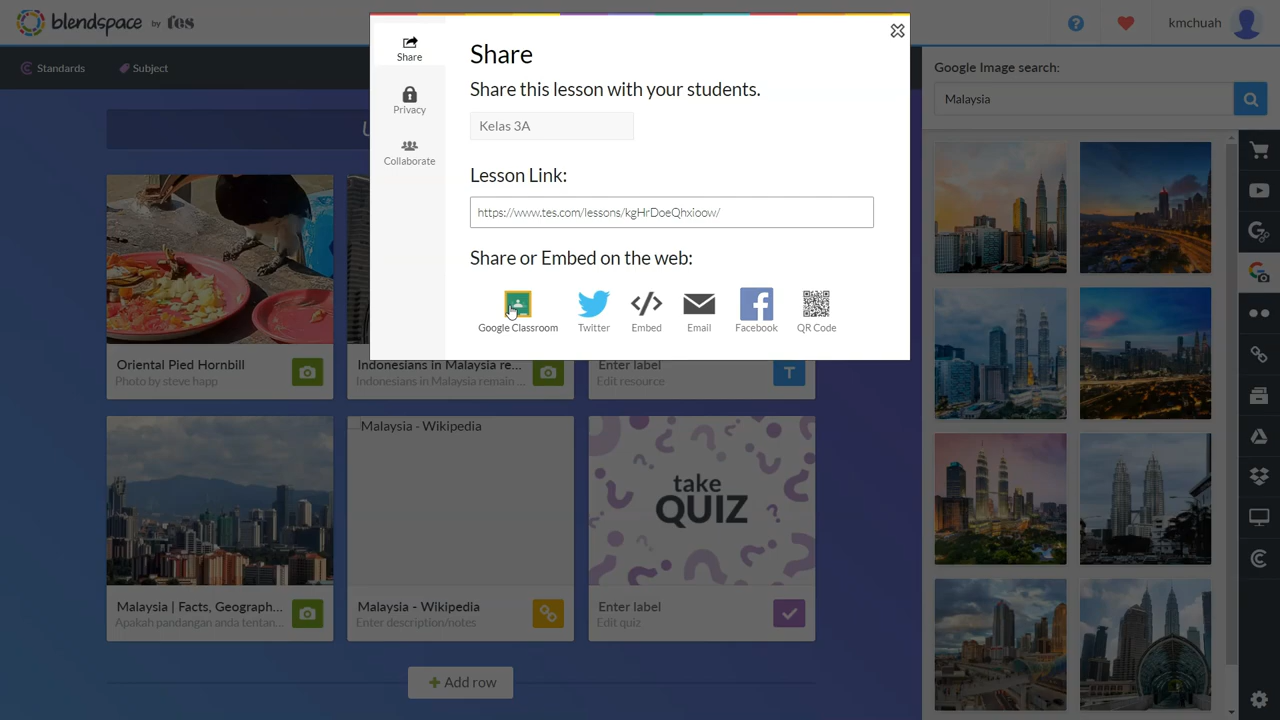 blendspace by tes
kmchuah
Standards
Subject
Share
Privacy
Collaborate
Share
Share this lesson with your students.
Kelas 3A
Lesson Link:
https://www.tes.com/lessons/kgHrDoeQhxioow/
Share or Embed on the web:
Google Classroom
Twitter
Embed
Email
Facebook
QR Code
Google Image search:
Malaysia
Oriental Pied Hornbill
Photo by steve happ
Indonesians in Malaysia re...
Indonesians in Malaysia remain ...
Enter label
Edit resource
T
Malaysia - Wikipedia
take
QUIZ
Malaysia | Facts, Geograph...
Apakah pandangan anda tentan...
Malaysia - Wikipedia
Enter description/notes
Enter label
Edit quiz
Add row